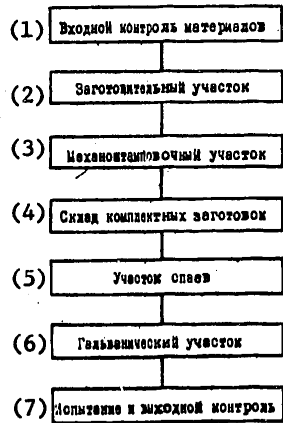 (1) Входной контроль материалов
(2) Заготовительный участок
(3) Механоштамповочный участок
(4) Склад комплектных заготовок
(5) Участок спаев
(6) Гальванический участок
(7) Испытание и выходной контроль